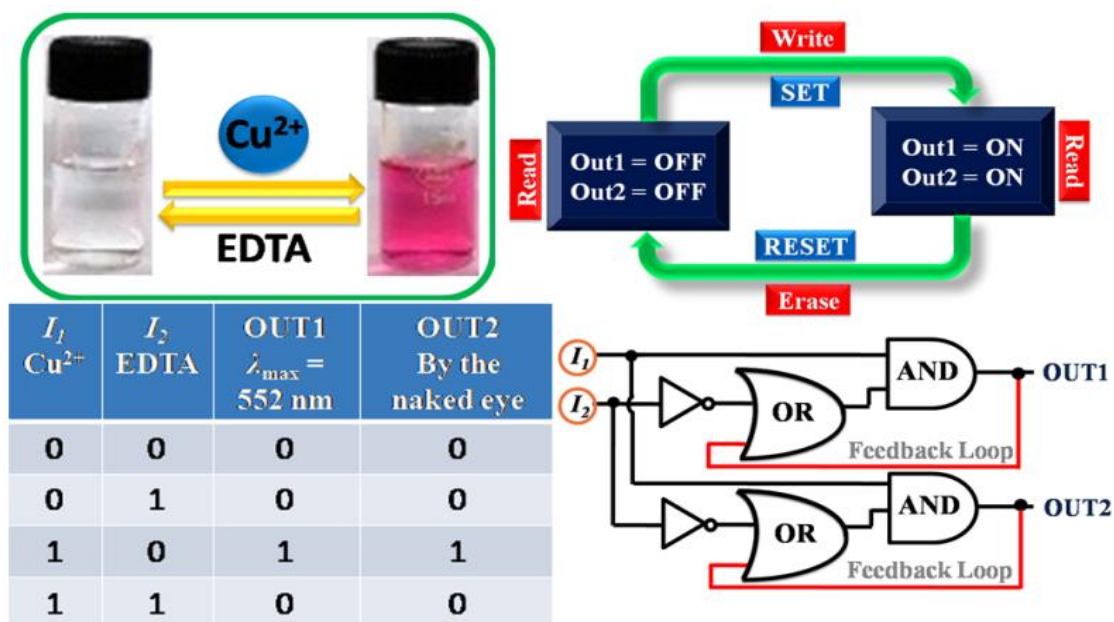 Cu²⁺
EDTA
15ml
Write
SET
Read
Out1 = OFF
Out2 = OFF
Out1 = ON
Out2 = ON
Read
RESET
Erase
I₁ Cu²⁺
I₂ EDTA
OUT1
λmax =
552 nm
OUT2
By the
naked eye
0 0 0 0
0 1 0 0
1 0 1 1
1 1 0 0
I₁
I₂
OR
AND
OUT1
Feedback Loop
OR
AND
OUT2
Feedback Loop